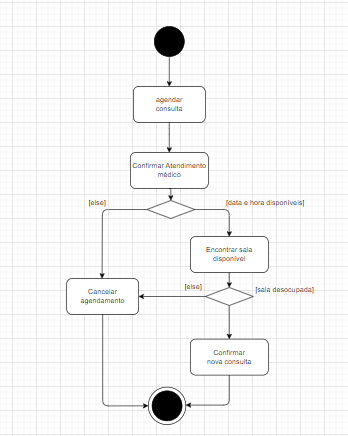 agendar
consulta
Confirmar Atendimento
médico
[else]
[data e hora disponíveis]
Encontrar sala
disponível
[else]
[sala desocupada]
Cancelar
agendamento
Confirmar
nova consulta